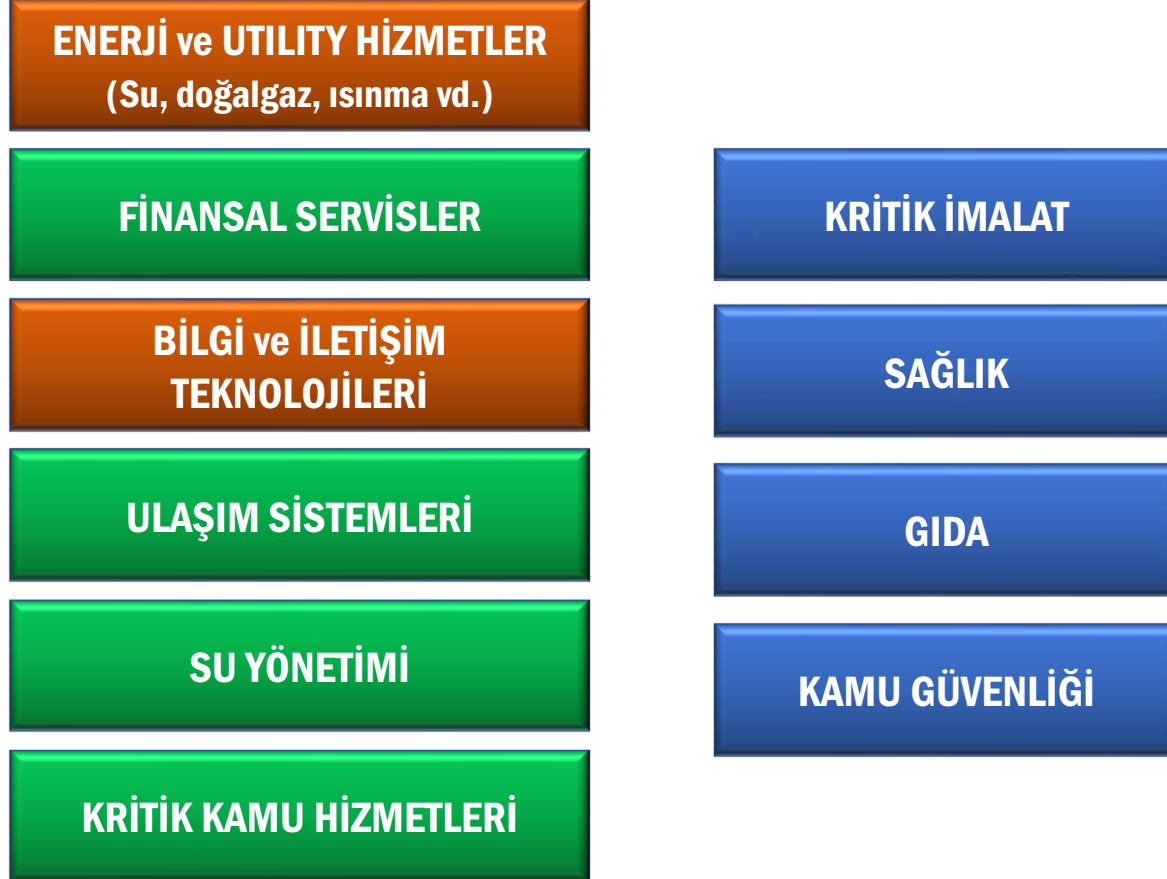 ENERJİ ve UTILITY HİZMETLER
(Su, doğalgaz, ısınma vd.)
FİNANSAL SERVİSLER
BİLGİ ve İLETİŞİM
TEKNOLOJİLERİ
ULAŞIM SİSTEMLERİ
SU YÖNETİMİ
KRİTİK KAMU HİZMETLERİ
KRİTİK İMALAT
SAĞLIK
GIDA
KAMU GÜVENLİĞİ